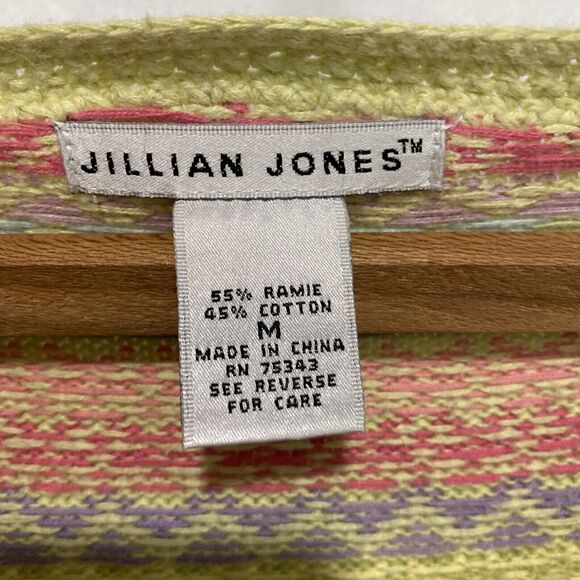 JILLIAN JONES™
55% RAMIE
45% COTTON
M
MADE IN CHINA
RN 75343
SEE REVERSE
FOR CARE